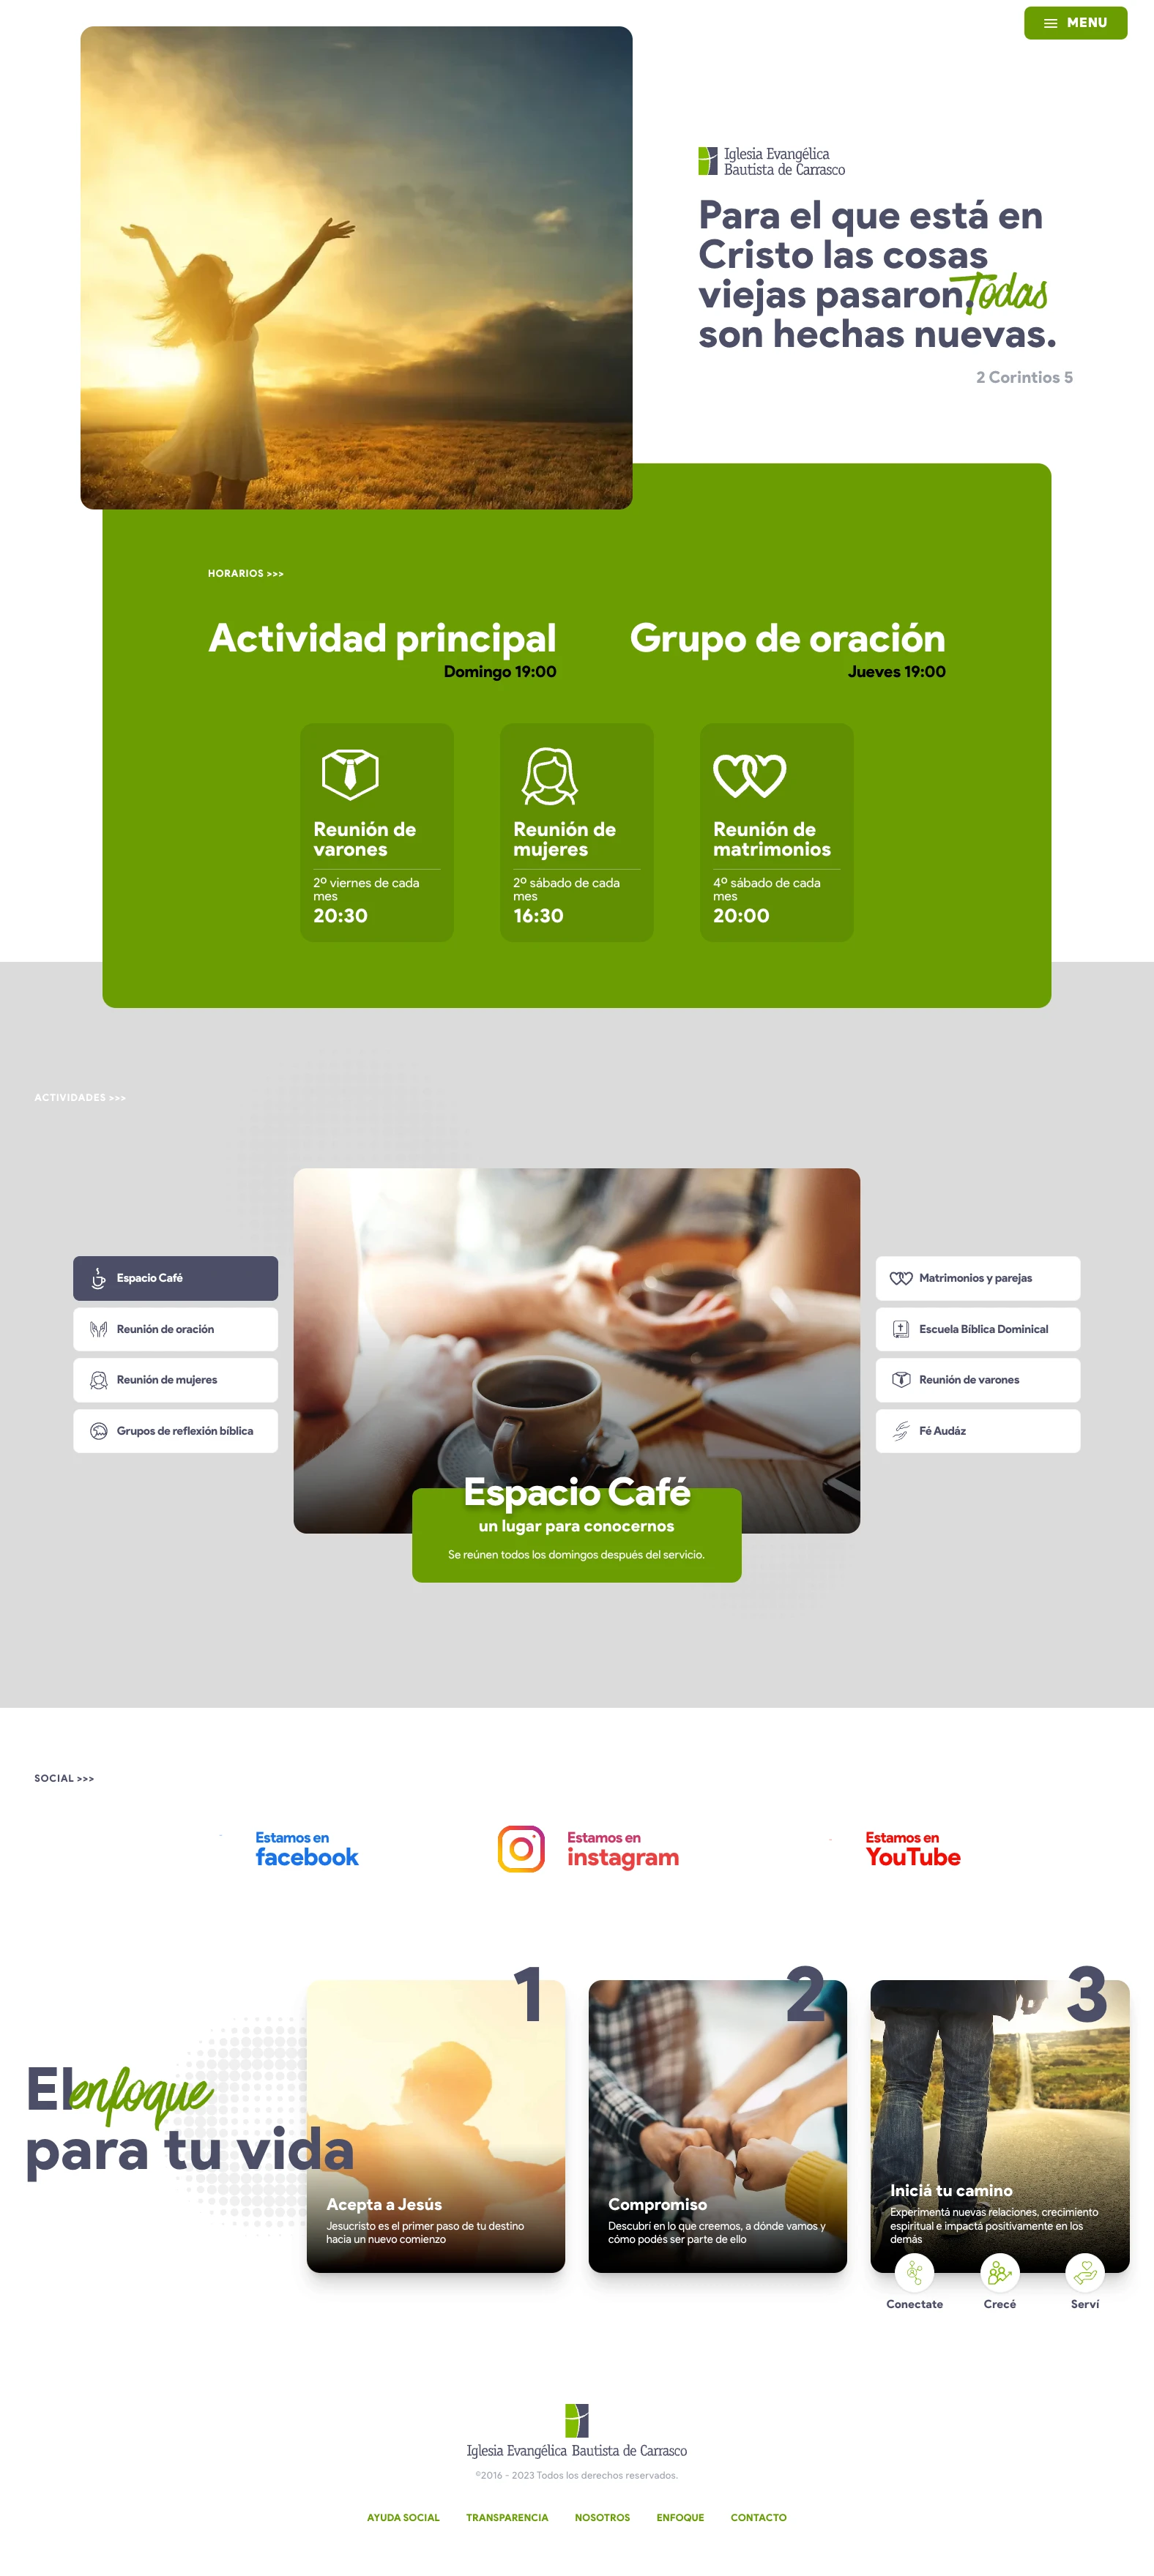 MENU
Iglesia Evangélica
Bautista de Carrasco
Para el que está en
Cristo las cosas
viejas pasaron. Todas
son hechas nuevas.
2 Corintios 5
HORARIOS >>>
Actividad principal
Domingo 19:00
Grupo de oración
Jueves 19:00
Reunión de
varones
2º viernes de cada
mes
20:30
Reunión de
mujeres
2º sábado de cada
mes
16:30
Reunión de
matrimonios
4º sábado de cada
mes
20:00
ACTIVIDADES >>>
Espacio Café
Reunión de oración
Reunión de mujeres
Grupos de reflexión bíblica
Espacio Café
un lugar para conocernos
Se reúnen todos los domingos después del servicio.
Matrimonios y parejas
Escuela Bíblica Dominical
Reunión de varones
Fé Audáz
SOCIAL >>>
Estamos en
facebook
Estamos en
instagram
Estamos en
YouTube
El enfoque
para tu vida
1
Acepta a Jesús
Jesucristo es el primer paso de tu destino
hacia un nuevo comienzo
2
Compromiso
Descubrí en lo que creemos, a dónde vamos y
cómo podés ser parte de ello
3
Iniciá tu camino
Experimentá nuevas relaciones, crecimiento
espiritual e impactá positivamente en los
demás
Conectate
Crecé
Serví
Iglesia Evangélica Bautista de Carrasco
©2016 - 2023 Todos los derechos reservados.
AYUDA SOCIAL
TRANSPARENCIA
NOSOTROS
ENFOQUE
CONTACTO